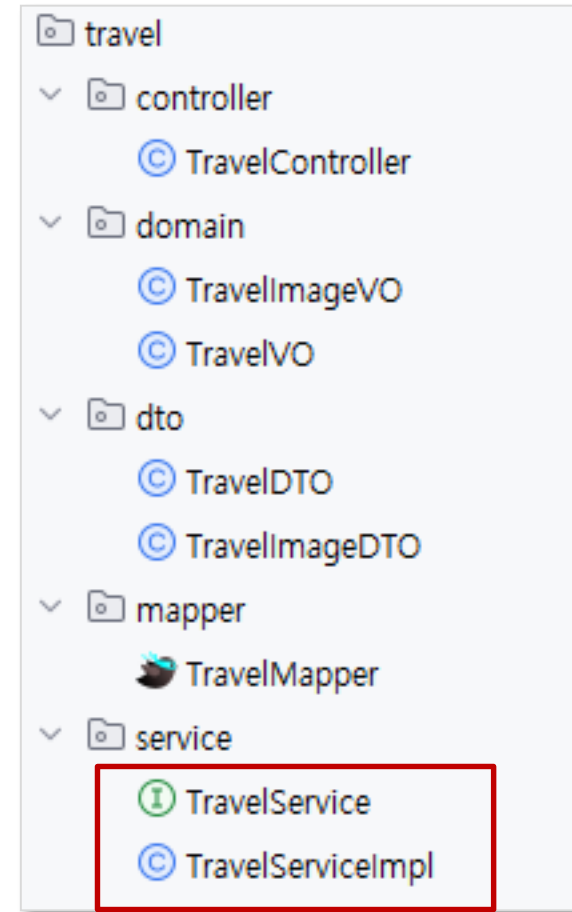 travel
controller
C TravelController
domain
C TravelImageVO
C TravelVO
dto
C TravelDTO
C TravelImageDTO
mapper
TravelMapper
service
I TravelService
C TravelServiceImpl